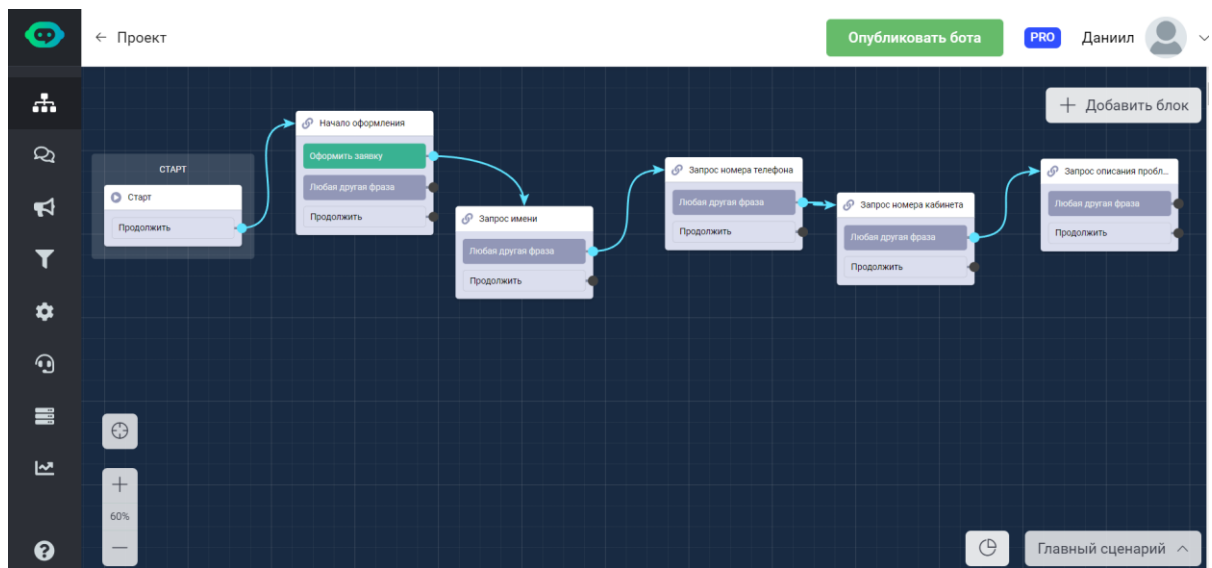 ← Проект
Опубликовать бота
PRO
Даниил
+ Добавить блок
СТАРТ
Старт
Продолжить
Начало оформления
Оформить заявку
Любая другая фраза
Продолжить
Запрос имени
Любая другая фраза
Продолжить
Запрос номера телефона
Любая другая фраза
Продолжить
Запрос номера кабинета
Любая другая фраза
Продолжить
Запрос описания пробл...
Любая другая фраза
Продолжить
+
60%
—
Главный сценарий